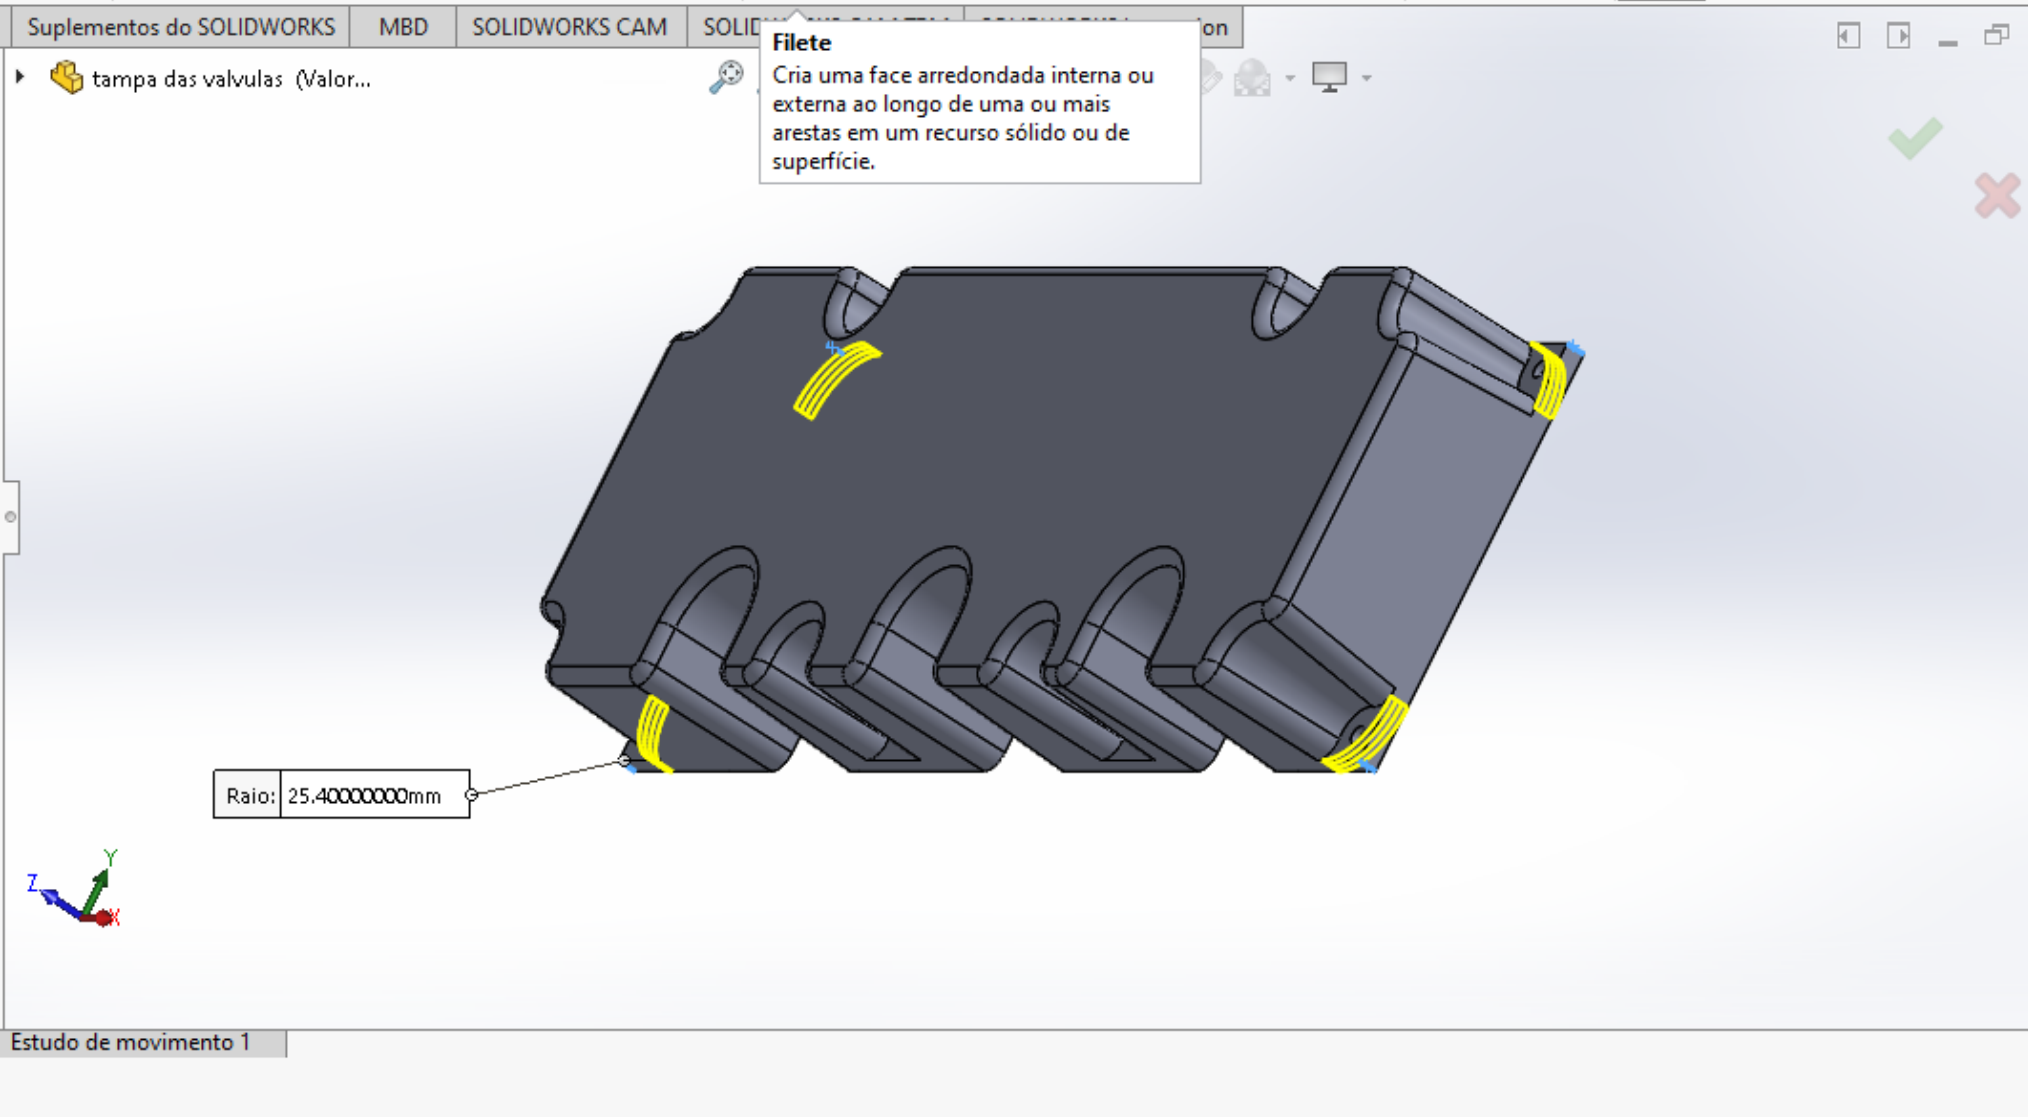 Suplementos do SOLIDWORKS
MBD
SOLIDWORKS CAM
SOLID
on
Filete
Cria uma face arredondada interna ou
externa ao longo de uma ou mais
arestas em um recurso sólido ou de
superfície.
tampa das valvulas (Valor...
Raio: 25.40000000mm
Y
Z
X
Estudo de movimento 1